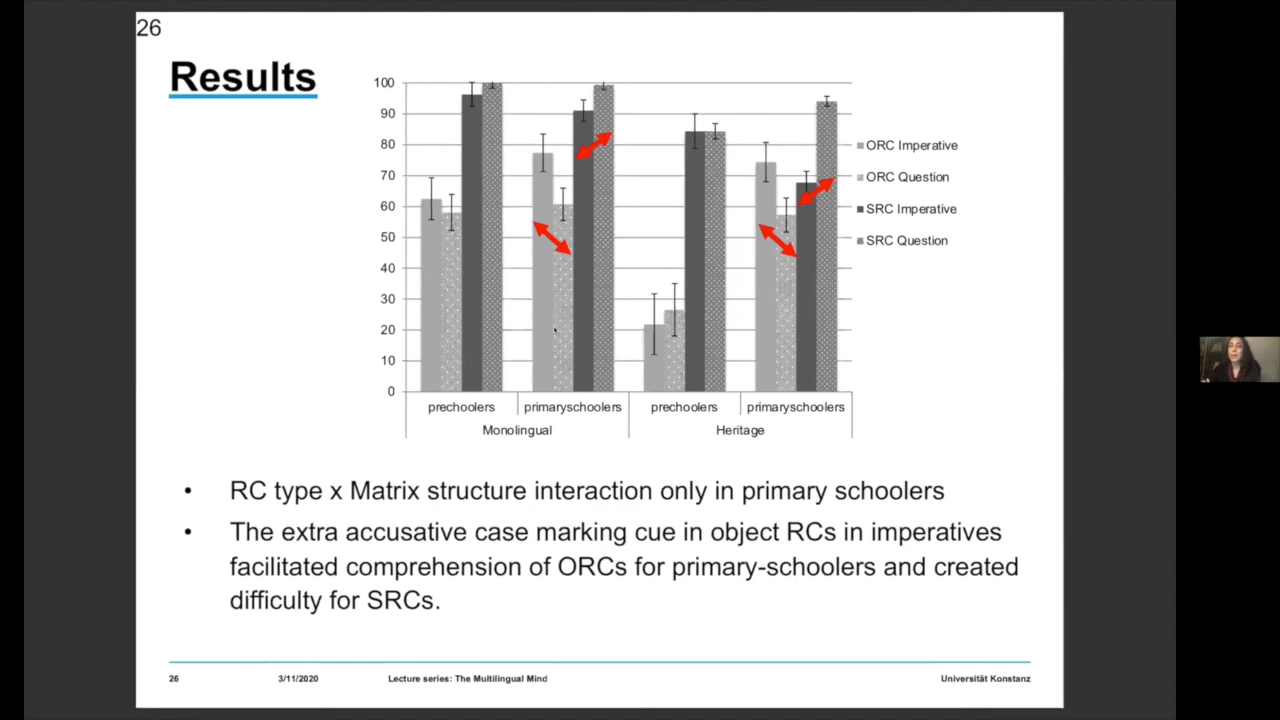 26
Results
100
90
80
70
60
50
40
30
20
10
0
ORC Imperative
ORC Question
SRC Imperative
SRC Question
prechoolers primaryschoolers prechoolers primaryschoolers
Monolingual Heritage
• RC type x Matrix structure interaction only in primary schoolers
• The extra accusative case marking cue in object RCs in imperatives
facilitated comprehension of ORCs for primary-schoolers and created
difficulty for SRCs.
26 3/11/2020 Lecture series: The Multilingual Mind Universität Konstanz